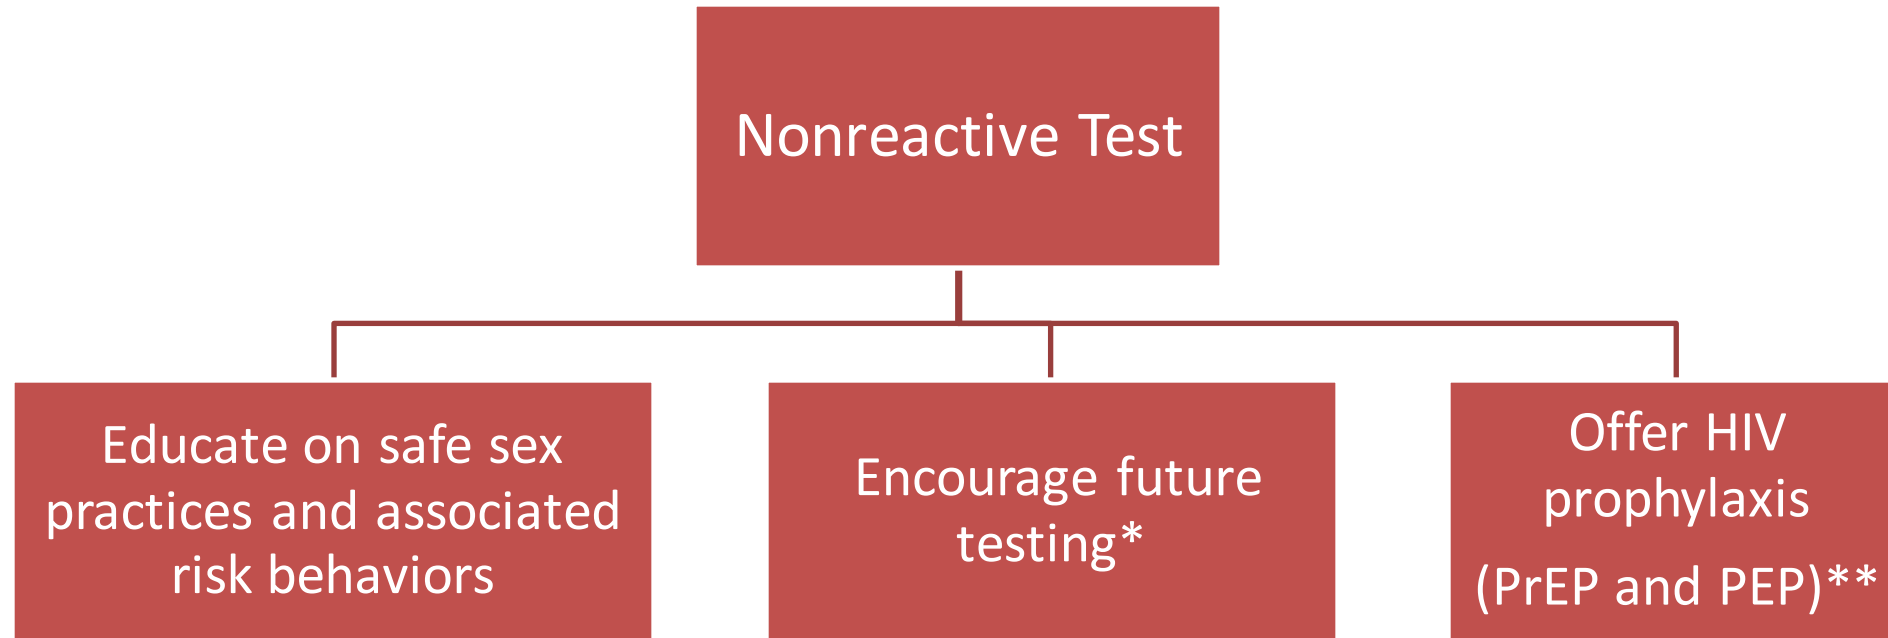 Nonreactive Test
Educate on safe sex
practices and associated
risk behaviors
Encourage future
testing*
Offer HIV
prophylaxis
(PrEP and PEP)**